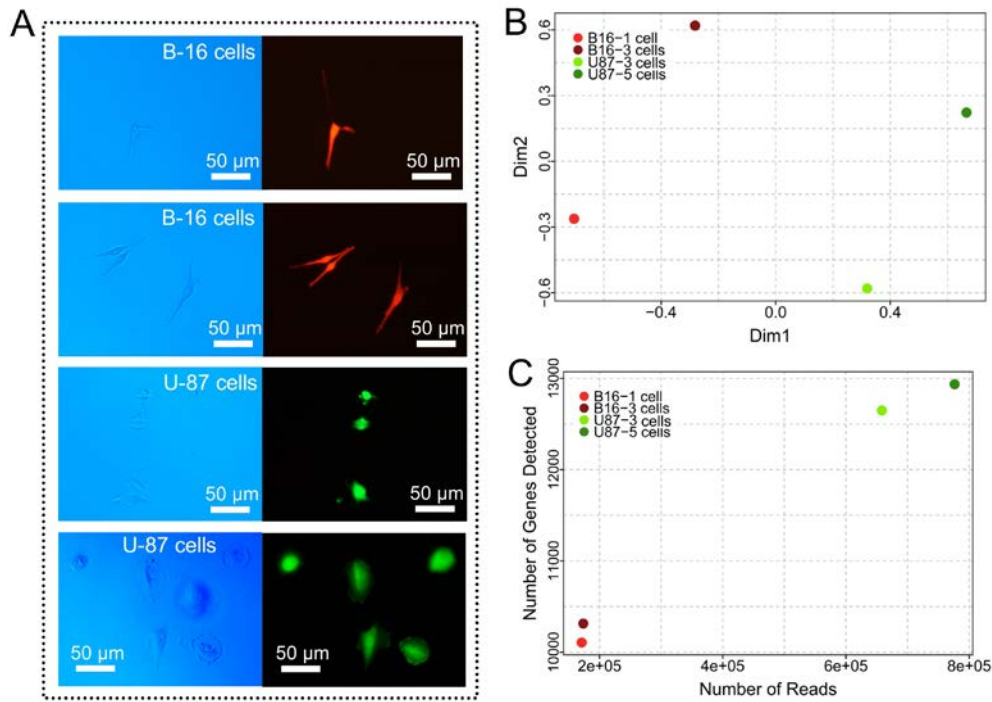 A
B-16 cells
50 µm
50 µm
B-16 cells
50 µm
50 µm
U-87 cells
50 µm
50 µm
U-87 cells
50 µm
50 µm
B
B16−1 cell
B16−3 cells
U87−3 cells
U87−5 cells
0.6
0.3
0.0
−0.3
−0.6
Dim2
−0.4
0.0
0.4
Dim1
C
B16−1 cell
B16−3 cells
U87−3 cells
U87−5 cells
13000
12000
11000
10000
Number of Genes Detected
2e+05
4e+05
6e+05
8e+05
Number of Reads